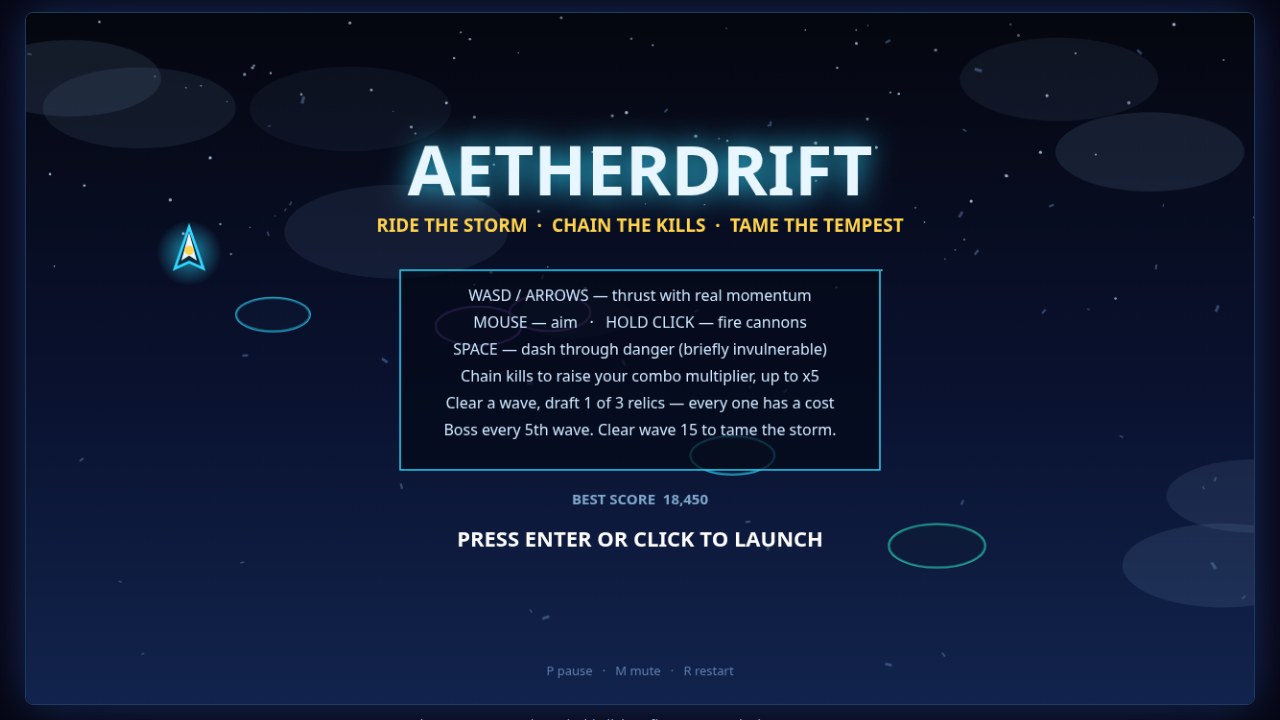 AETHERDRIFT
RIDE THE STORM · CHAIN THE KILLS · TAME THE TEMPEST
WASD / ARROWS — thrust with real momentum
MOUSE — aim · HOLD CLICK — fire cannons
SPACE — dash through danger (briefly invulnerable)
Chain kills to raise your combo multiplier, up to x5
Clear a wave, draft 1 of 3 relics — every one has a cost
Boss every 5th wave. Clear wave 15 to tame the storm.
BEST SCORE 18,450
PRESS ENTER OR CLICK TO LAUNCH
P pause · M mute · R restart